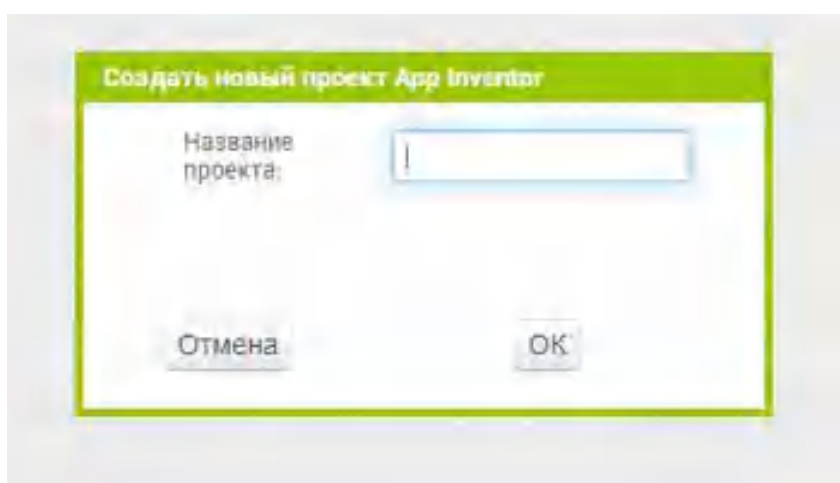 Создать новый проект App Inventor
Название
проекта:
Отмена
OK